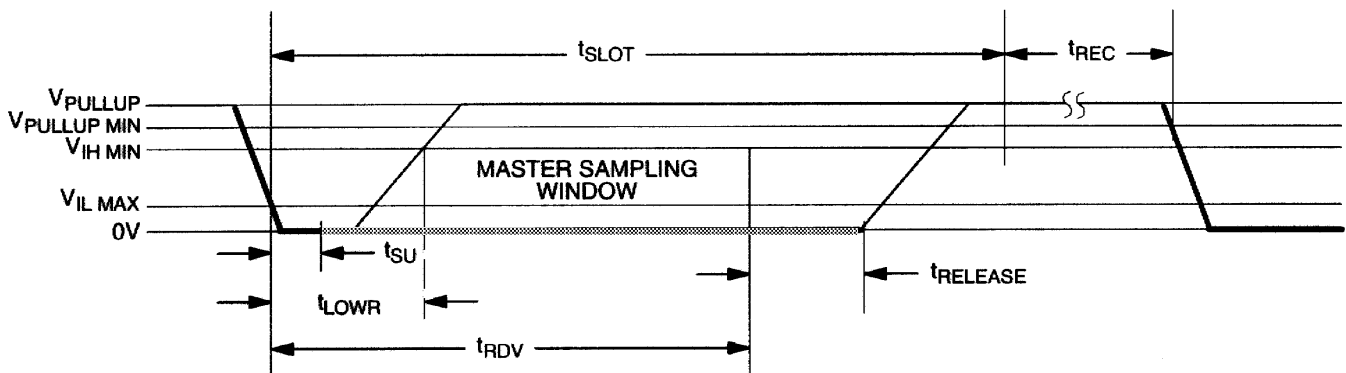 tSLOT
tREC
VPULLUP
VPULLUP MIN
VIH MIN
MASTER SAMPLING
WINDOW
VIL MAX
0V
tSU
tRELEASE
tLOWR
tRDV